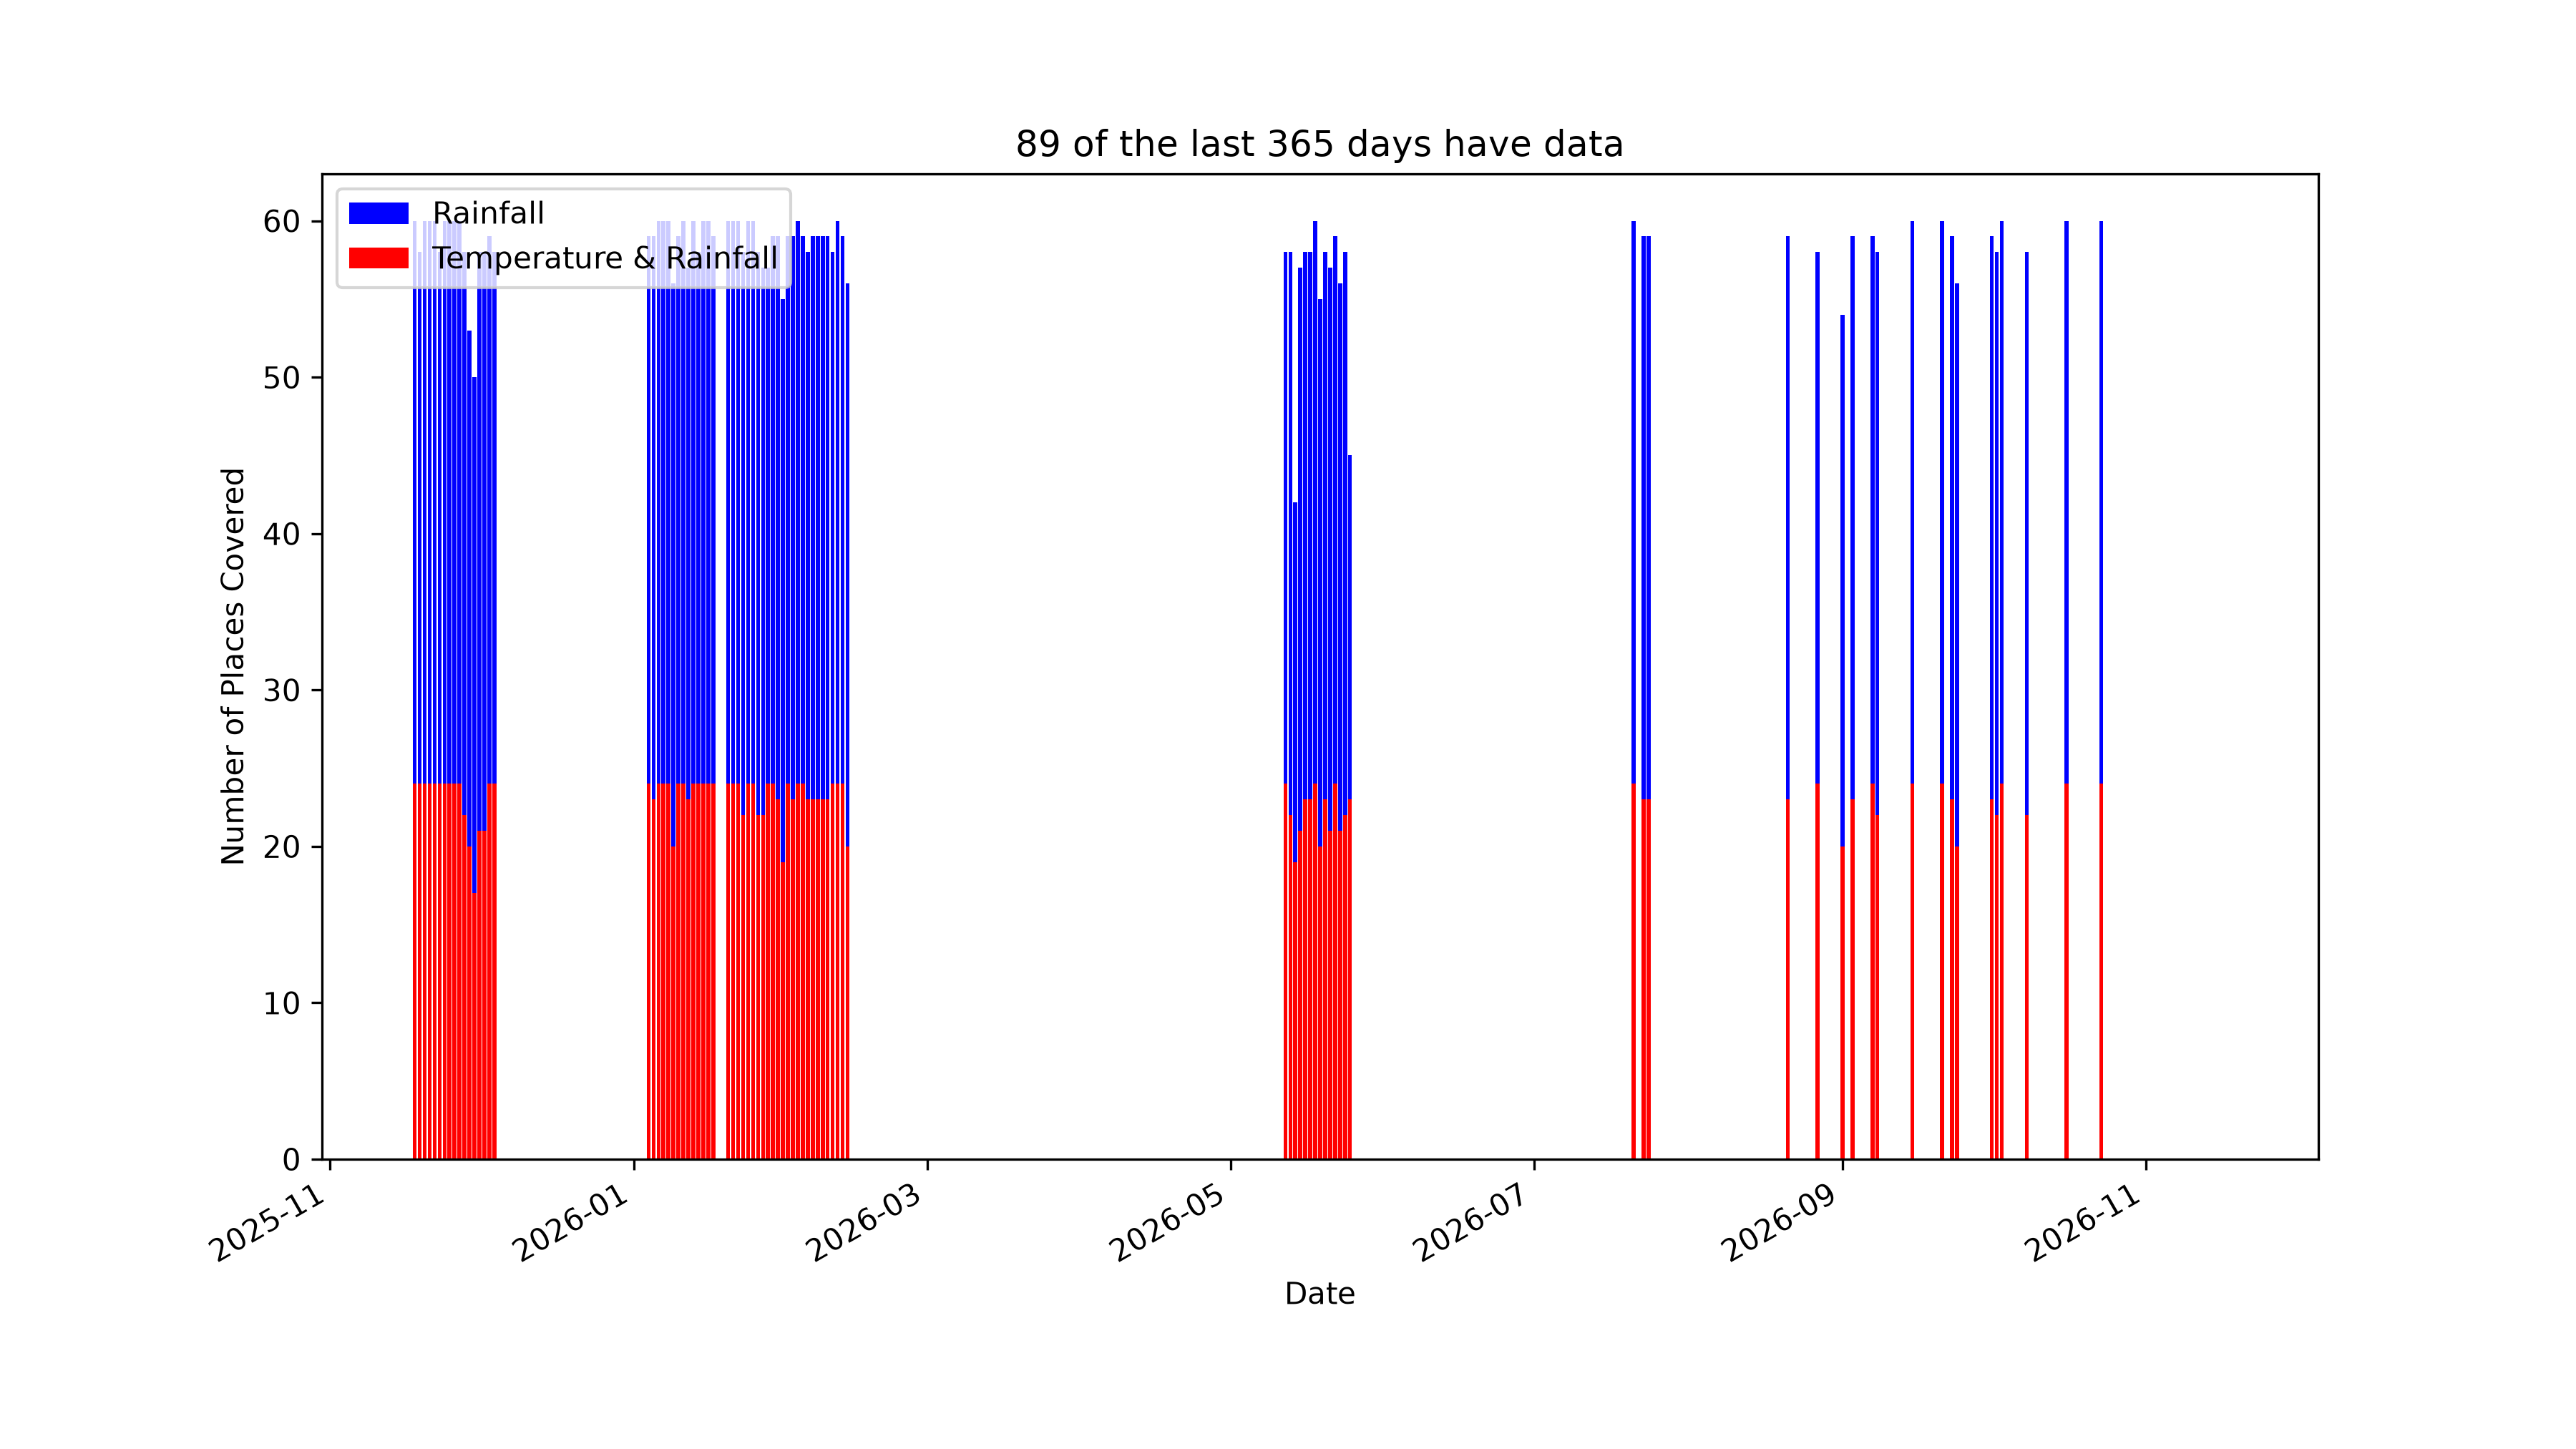 89 of the last 365 days have data
Rainfall
Temperature & Rainfall
Number of Places Covered
60
50
40
30
20
10
0
2025-11
2026-01
2026-03
2026-05
2026-07
2026-09
2026-11
Date